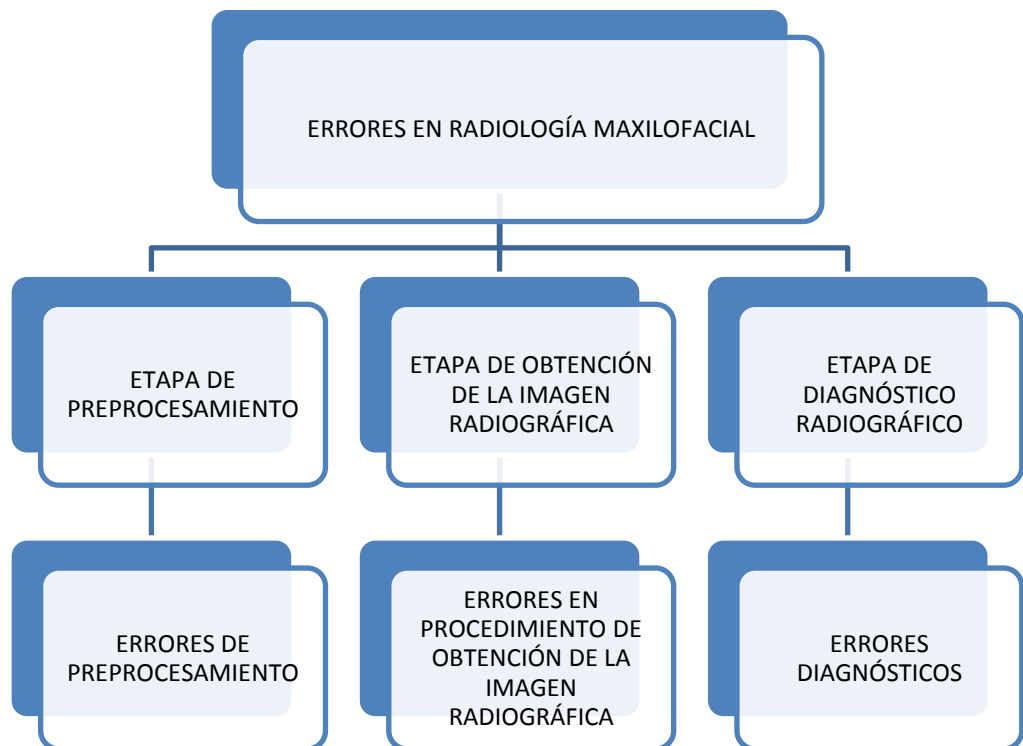 ERRORES EN RADIOLOGÍA MAXILOFACIAL
ETAPA DE
PREPROCESAMIENTO
ETAPA DE OBTENCIÓN
DE LA IMAGEN
RADIOGRÁFICA
ETAPA DE
DIAGNÓSTICO
RADIOGRÁFICO
ERRORES DE
PREPROCESAMIENTO
ERRORES EN
PROCEDIMIENTO DE
OBTENCIÓN DE LA
IMAGEN
RADIOGRÁFICA
ERRORES
DIAGNÓSTICOS